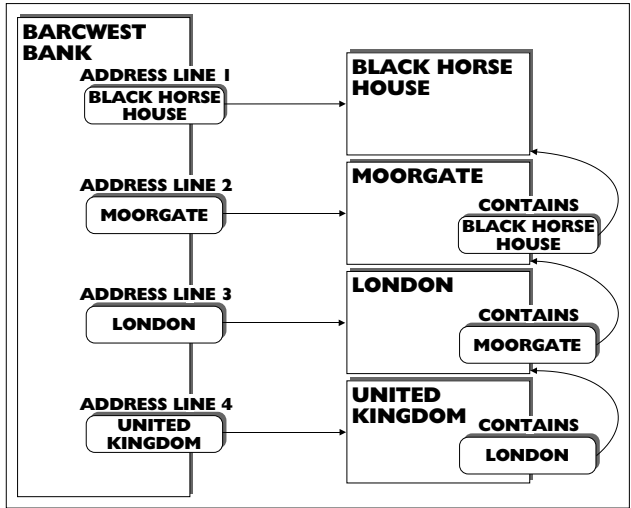 BARCWEST
BANK
ADDRESS LINE 1
BLACK HORSE
HOUSE
BLACK HORSE
HOUSE
ADDRESS LINE 2
MOORGATE
MOORGATE
CONTAINS
BLACK HORSE
HOUSE
ADDRESS LINE 3
LONDON
LONDON
CONTAINS
MOORGATE
ADDRESS LINE 4
UNITED
KINGDOM
UNITED
KINGDOM
CONTAINS
LONDON